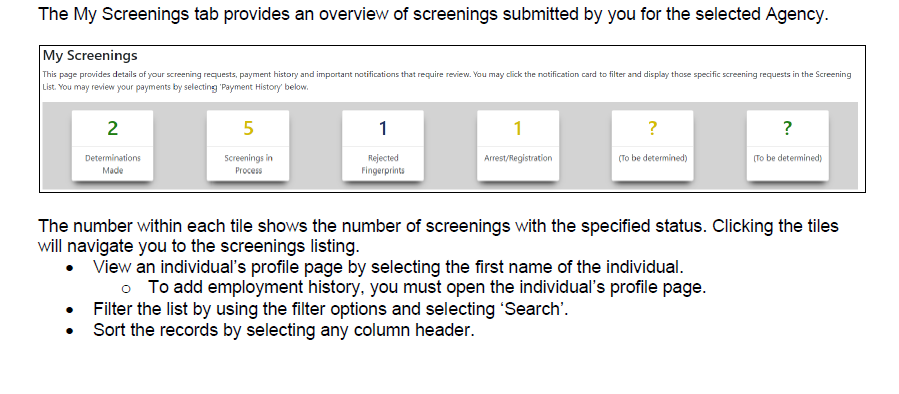 The My Screenings tab provides an overview of screenings submitted by you for the selected Agency.
My Screenings
This page provides details of your screening requests, payment history and important notifications that require review. You may click the notification card to filter and display those specific screening requests in the Screening
List. You may review your payments by selecting 'Payment History' below.
2
Determinations
Made
5
Screenings in
Process
1
Rejected
Fingerprints
1
Arrest/Registration
?
(To be determined)
?
(To be determined)
The number within each tile shows the number of screenings with the specified status. Clicking the tiles
will navigate you to the screenings listing.
• View an individual's profile page by selecting the first name of the individual.
o To add employment history, you must open the individual's profile page.
• Filter the list by using the filter options and selecting ‘Search’.
• Sort the records by selecting any column header.